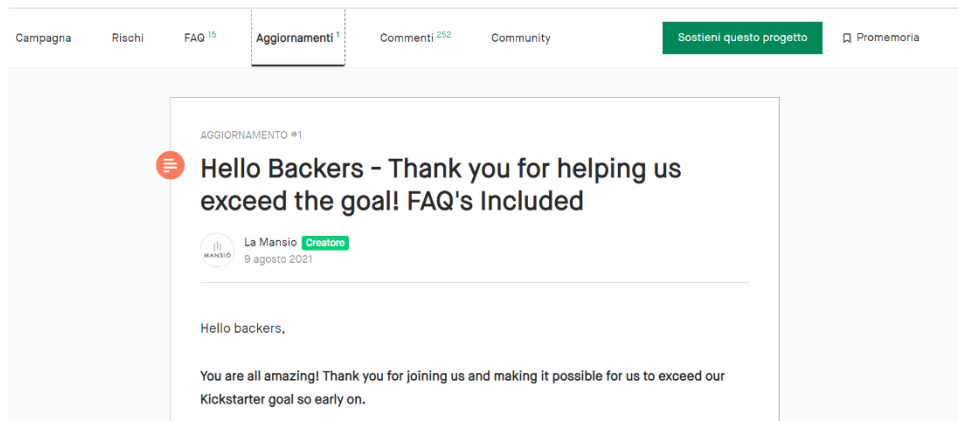 Campagna Rischi FAQ 15 Aggiornamenti 1 Commenti 252 Community Sostieni questo progetto Promemoria
AGGIORNAMENTO #1
Hello Backers - Thank you for helping us
exceed the goal! FAQ's Included
MANSIÓ
La Mansio Creatore
9 agosto 2021
Hello backers,
You are all amazing! Thank you for joining us and making it possible for us to exceed our
Kickstarter goal so early on.